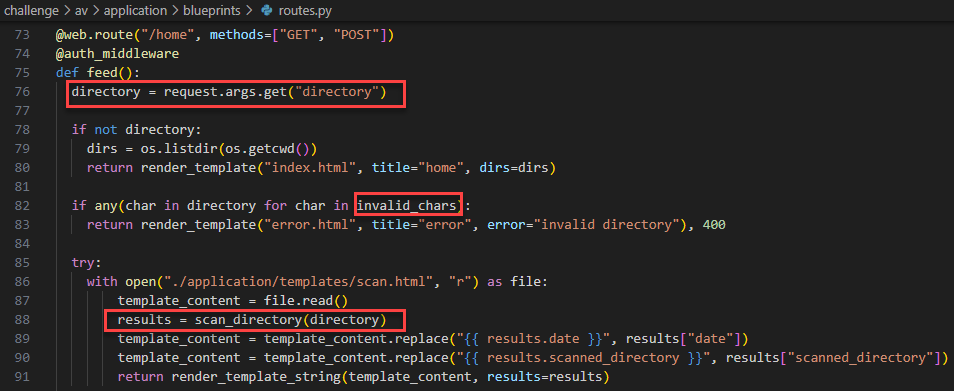 challenge > av > application > blueprints > routes.py
73 @web.route("/home", methods=["GET", "POST"])
74 @auth_middleware
75 def feed():
76   directory = request.args.get("directory")
77
78   if not directory:
79     dirs = os.listdir(os.getcwd())
80     return render_template("index.html", title="home", dirs=dirs)
81
82   if any(char in directory for char in invalid_chars):
83     return render_template("error.html", title="error", error="invalid directory"), 400
84
85   try:
86     with open("./application/templates/scan.html", "r") as file:
87         template_content = file.read()
88         results = scan_directory(directory)
89         template_content = template_content.replace("{{ results.date }}", results["date"])
90         template_content = template_content.replace("{{ results.scanned_directory }}", results["scanned_directory"])
91         return render_template_string(template_content, results=results)